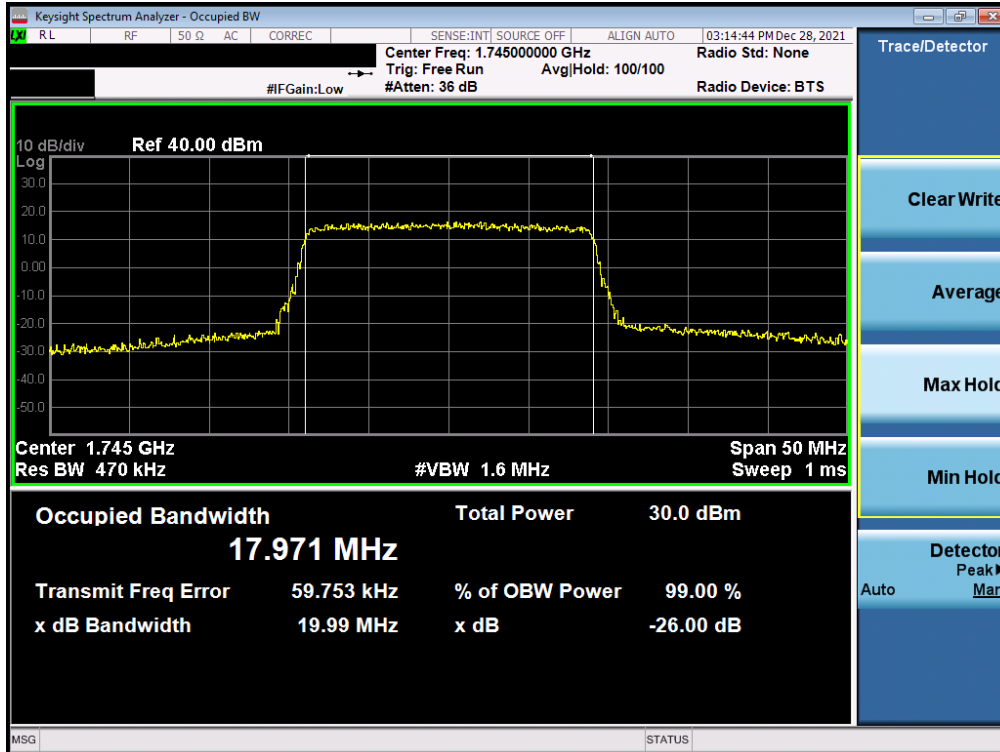 Keysight Spectrum Analyzer - Occupied BW
LXI RL RF 50 Ω AC CORREC SENSE:INT SOURCE OFF ALIGN AUTO 03:14:44 PM Dec 28, 2021
Center Freq: 1.745000000 GHz Radio Std: None
Trig: Free Run Avg|Hold: 100/100
#IFGain:Low #Atten: 36 dB Radio Device: BTS
10 dB/div Ref 40.00 dBm
Log
30.0
20.0
10.0
0.00
-10.0
-20.0
-30.0
-40.0
-50.0
Center 1.745 GHz Span 50 MHz
Res BW 470 kHz #VBW 1.6 MHz Sweep 1 ms
Occupied Bandwidth Total Power 30.0 dBm
17.971 MHz
Transmit Freq Error 59.753 kHz % of OBW Power 99.00 %
x dB Bandwidth 19.99 MHz x dB -26.00 dB
MSG STATUS
Trace/Detector
Clear Write
Average
Max Hold
Min Hold
Detector
Peak
Auto Man